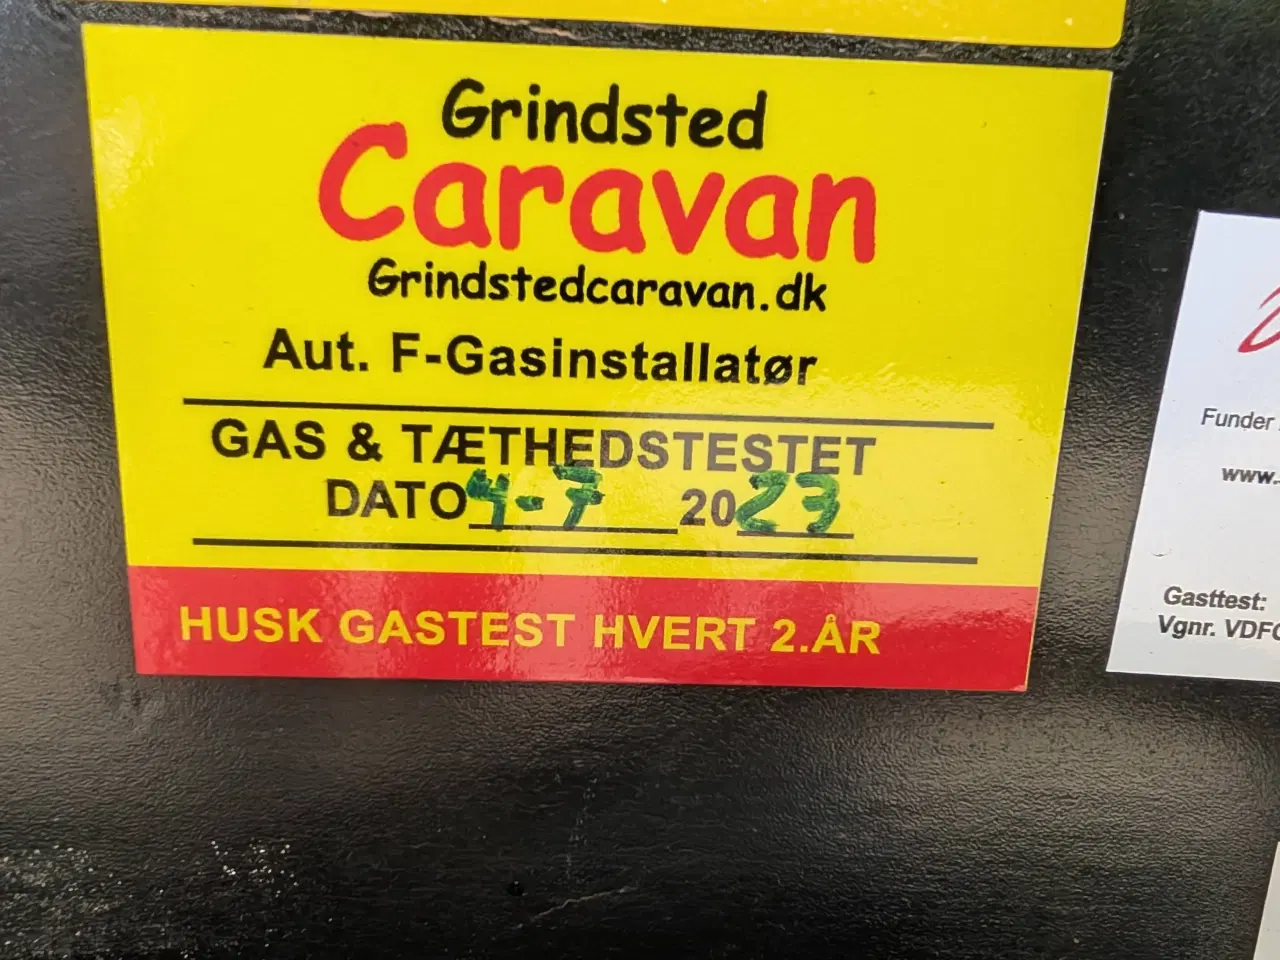 Grindsted
Caravan
Grindstedcaravan.dk
Aut. F-Gasinstallatør
GAS & TÆTHEDSTESTET
DATO 4-7 2023
HUSK GASTEST HVERT 2.ÅR
Funder
www.
Gasttest:
Vgnr.